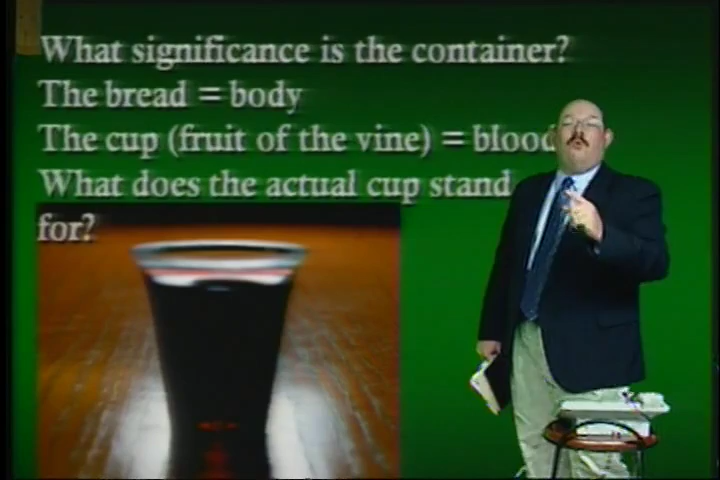 What significance is the container?
The bread = body
The cup (fruit of the vine) = blood
What does the actual cup stand
for?